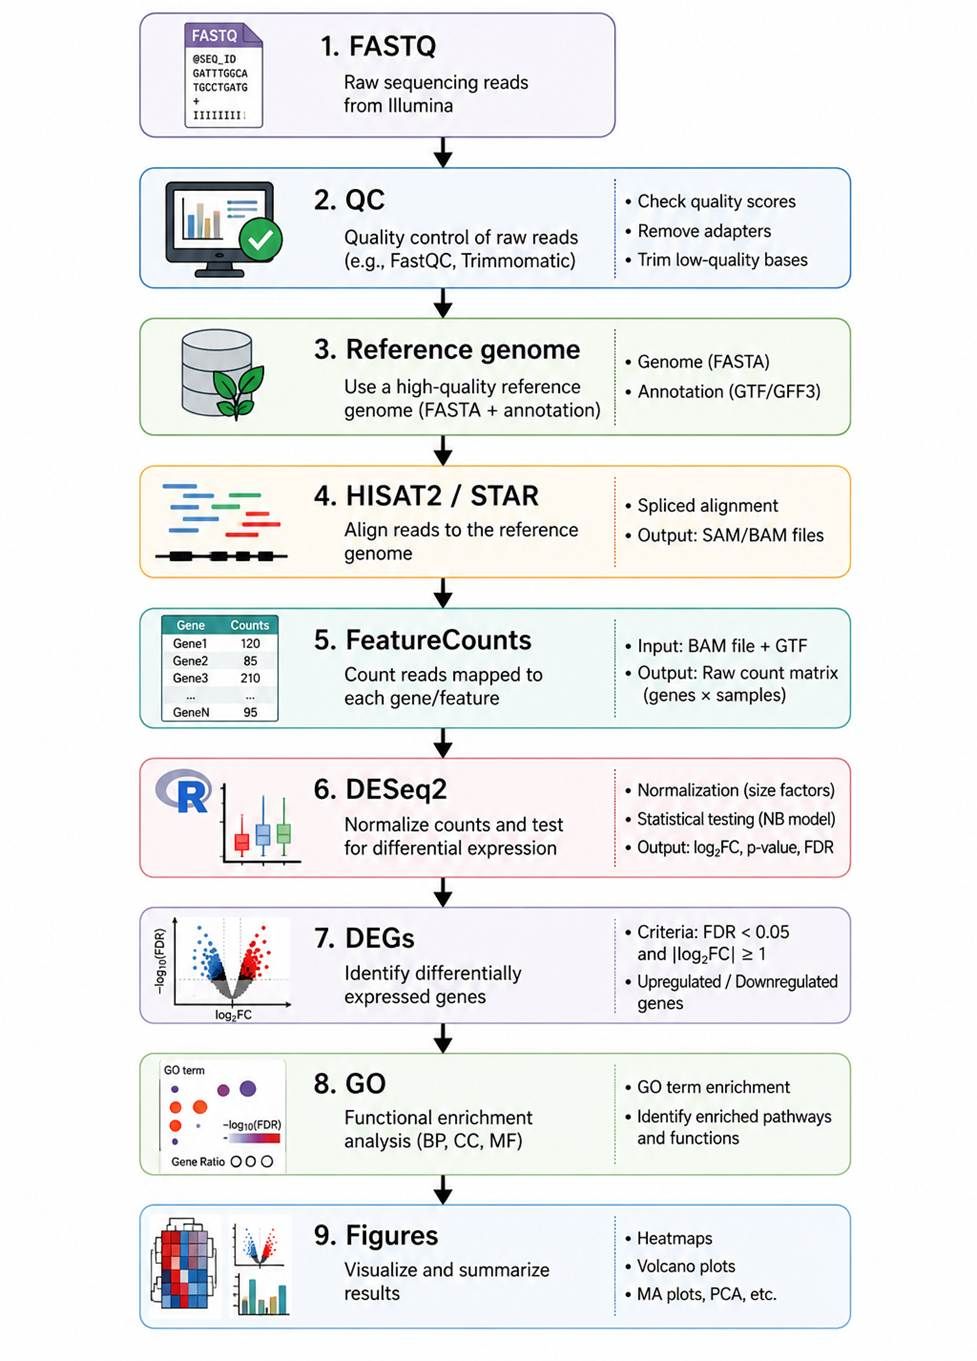 FASTQ
@SEQ_ID
GATTTGGCA
TGCCTGATG
+
IIIIIIII
1. FASTQ
Raw sequencing reads
from Illumina
2. QC
Quality control of raw reads
(e.g., FastQC, Trimmomatic)
• Check quality scores
• Remove adapters
• Trim low-quality bases
3. Reference genome
Use a high-quality reference
genome (FASTA + annotation)
• Genome (FASTA)
• Annotation (GTF/GFF3)
4. HISAT2 / STAR
Align reads to the reference
genome
• Spliced alignment
• Output: SAM/BAM files
Gene Counts
Gene1 120
Gene2 85
Gene3 210
... ...
GeneN 95
5. FeatureCounts
Count reads mapped to
each gene/feature
• Input: BAM file + GTF
• Output: Raw count matrix
(genes × samples)
R
6. DESeq2
Normalize counts and test
for differential expression
• Normalization (size factors)
• Statistical testing (NB model)
• Output: log₂FC, p-value, FDR
−log₁₀(FDR)
log₂FC
7. DEGs
Identify differentially
expressed genes
• Criteria: FDR < 0.05
and |log₂FC| ≥ 1
• Upregulated / Downregulated
genes
GO term
−log₁₀(FDR)
Gene Ratio
8. GO
Functional enrichment
analysis (BP, CC, MF)
• GO term enrichment
• Identify enriched pathways
and functions
9. Figures
Visualize and summarize
results
• Heatmaps
• Volcano plots
• MA plots, PCA, etc.